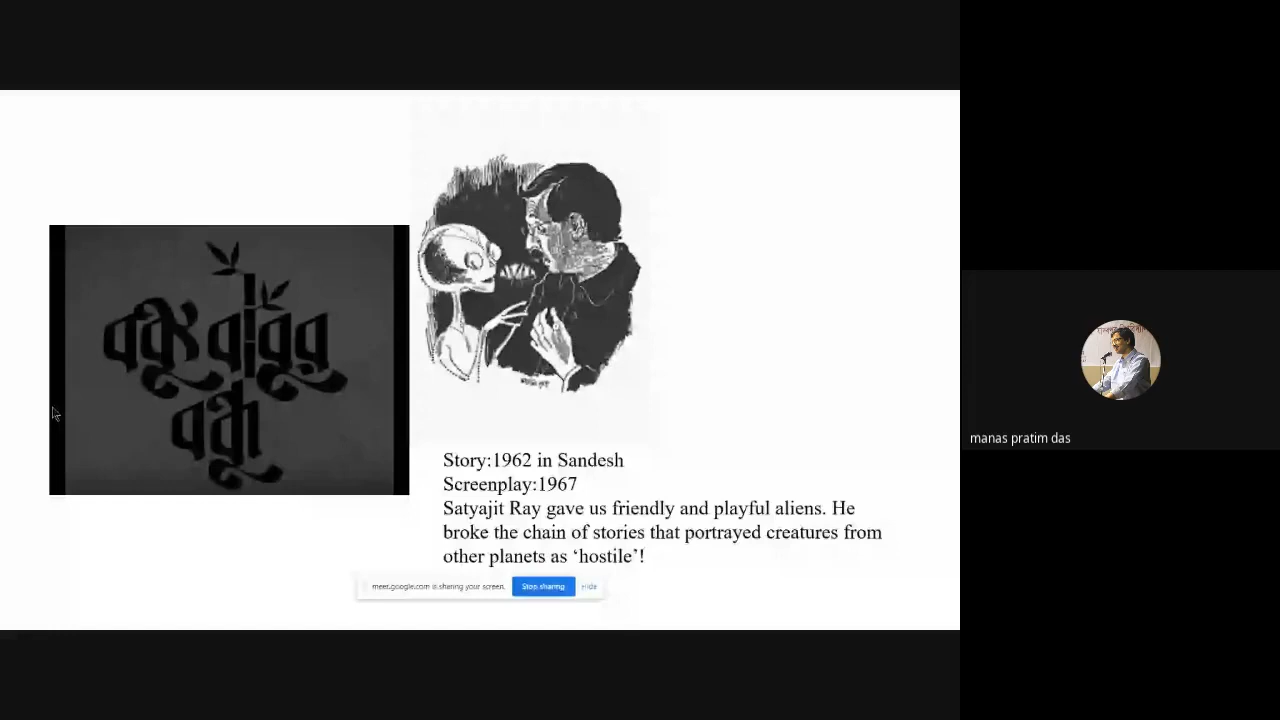 বঙ্কুবাবুর
বন্ধু
Story:1962 in Sandesh
Screenplay:1967
Satyajit Ray gave us friendly and playful aliens. He
broke the chain of stories that portrayed creatures from
other planets as ‘hostile’!
meet.google.com is sharing your screen.
Stop sharing
Hide
manas pratim das